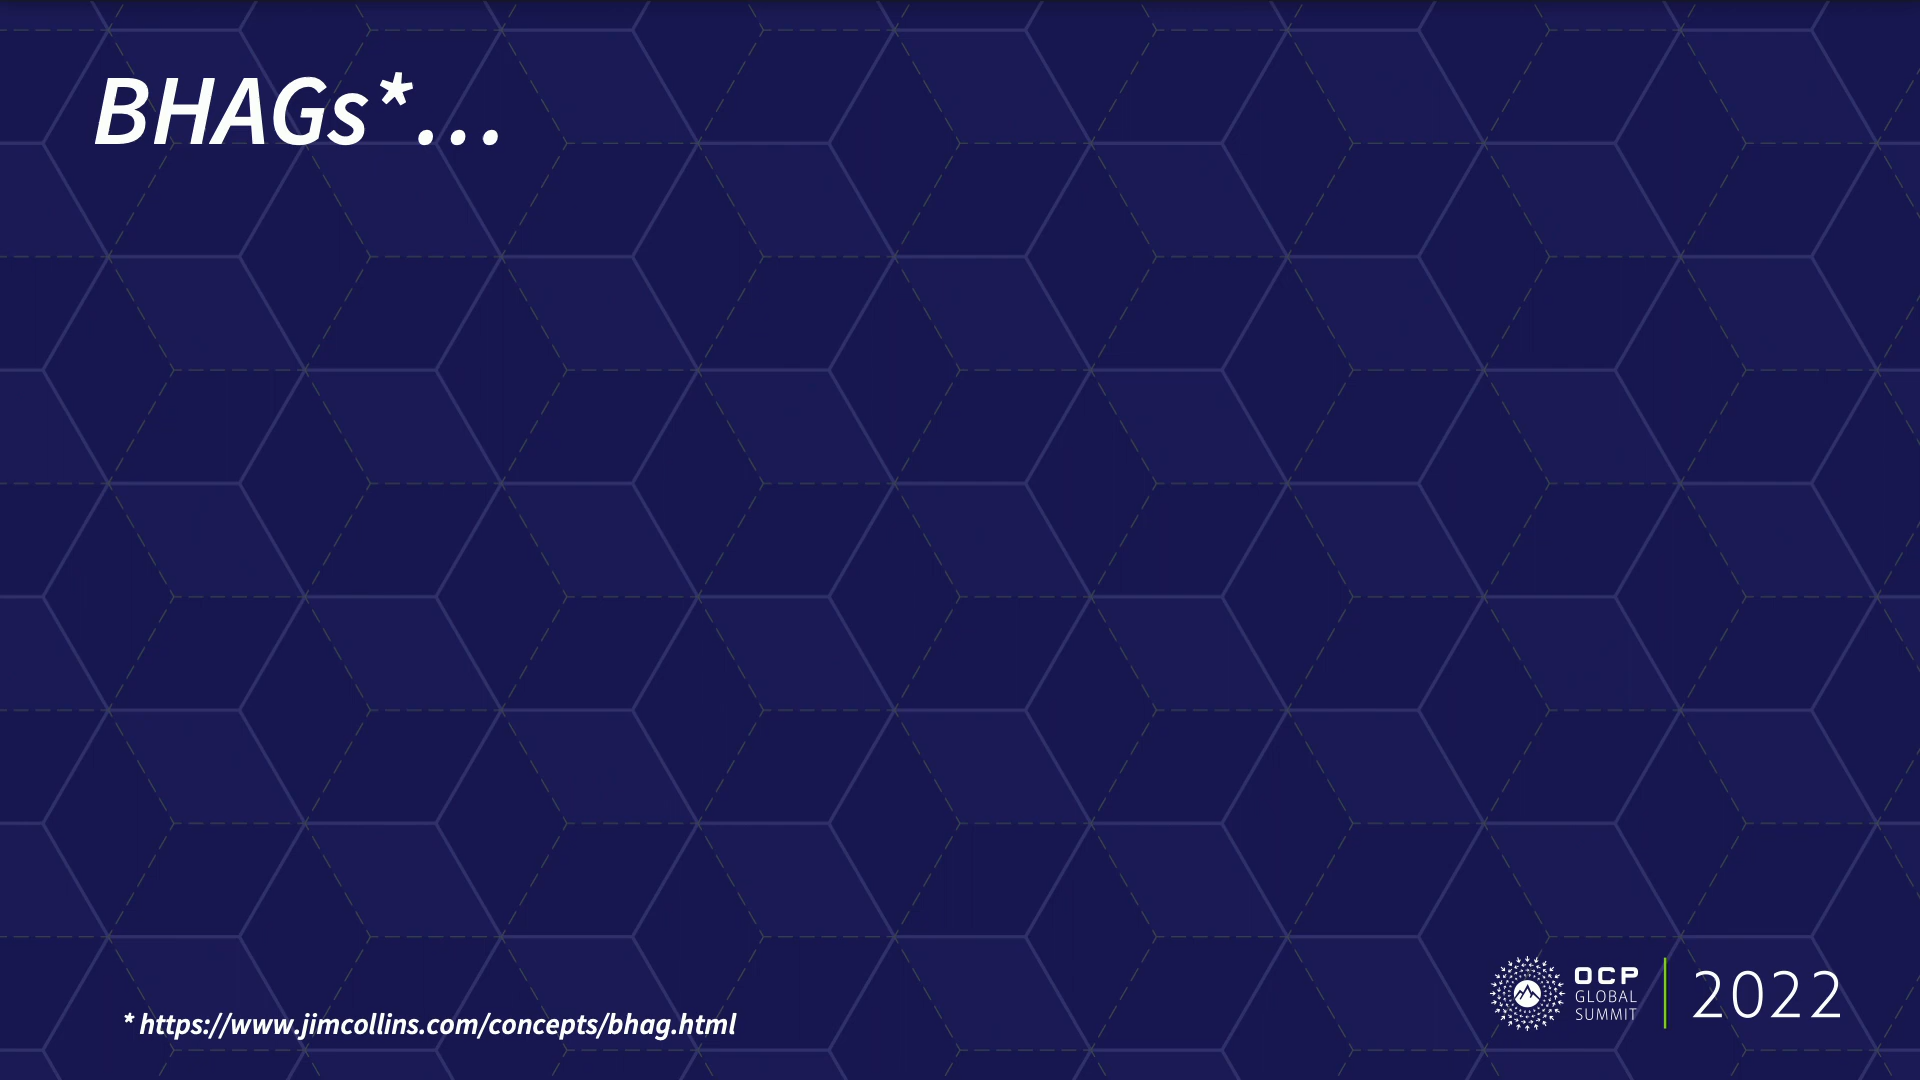 BHAGs*...
* https://www.jimcollins.com/concepts/bhag.html
OCP
GLOBAL
SUMMIT
2022